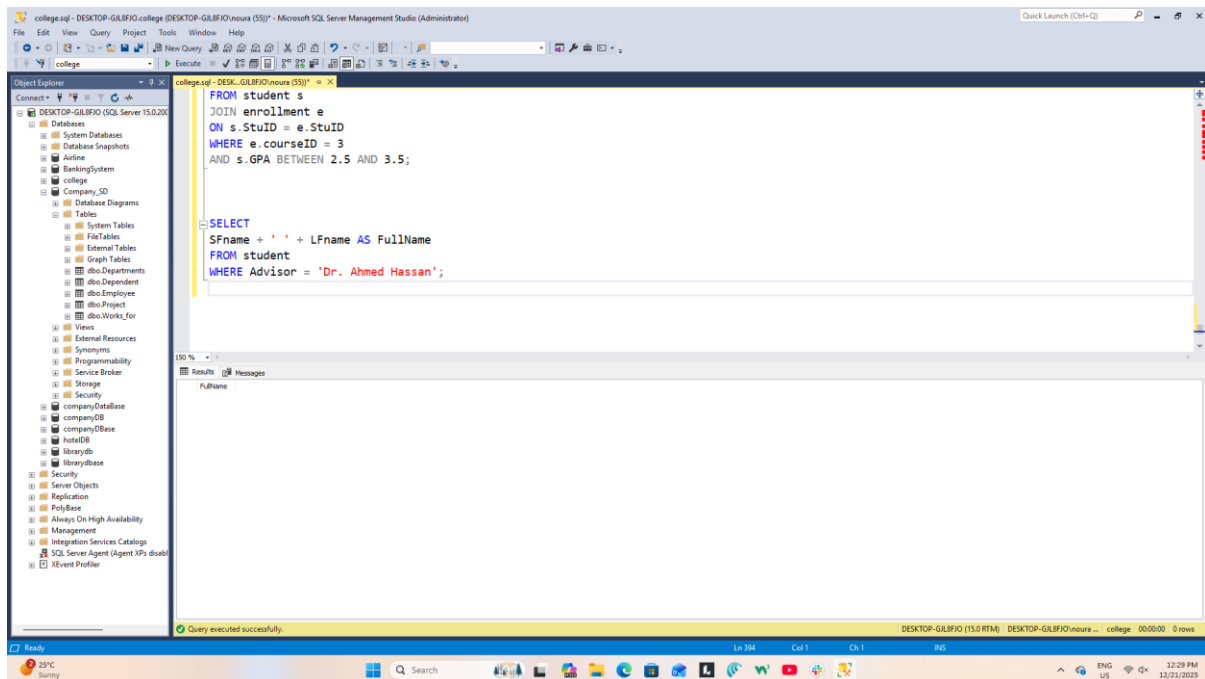 college.sql - DESKTOP-GJL8FJO.college (DESKTOP-GJL8FJO\noura (55))* - Microsoft SQL Server Management Studio (Administrator)
Quick Launch (Ctrl+Q)
File Edit View Query Project Tools Window Help
New Query
college
Execute
Object Explorer
college.sql - DESK...GJL8FJO\noura (55))*
Connect
DESKTOP-GJL8FJO (SQL Server 15.0.200
Databases
System Databases
Database Snapshots
Airline
BankingSystem
college
Company_SD
Database Diagrams
Tables
System Tables
FileTables
External Tables
Graph Tables
dbo.Departments
dbo.Dependent
dbo.Employee
dbo.Project
dbo.Works_for
Views
External Resources
Synonyms
Programmability
Service Broker
Storage
Security
companyDataBase
companyDB
companyDBase
hotelDB
librarydb
librarydbase
Security
Server Objects
Replication
PolyBase
Always On High Availability
Management
Integration Services Catalogs
SQL Server Agent (Agent XPs disabl
XEvent Profiler
FROM student s
JOIN enrollment e
ON s.StuID = e.StuID
WHERE e.courseID = 3
AND s.GPA BETWEEN 2.5 AND 3.5;
SELECT
SFname + ' ' + LFname AS FullName
FROM student
WHERE Advisor = 'Dr. Ahmed Hassan';
150 %
Results Messages
FullName
Query executed successfully.
DESKTOP-GJL8FJO (15.0 RTM) DESKTOP-GJL8FJO\noura ... college 00:00:00 0 rows
Ready
Ln 394 Col 1 Ch 1 INS
2
25°C
Sunny
Search
ENG
US
12:29 PM
12/21/2025